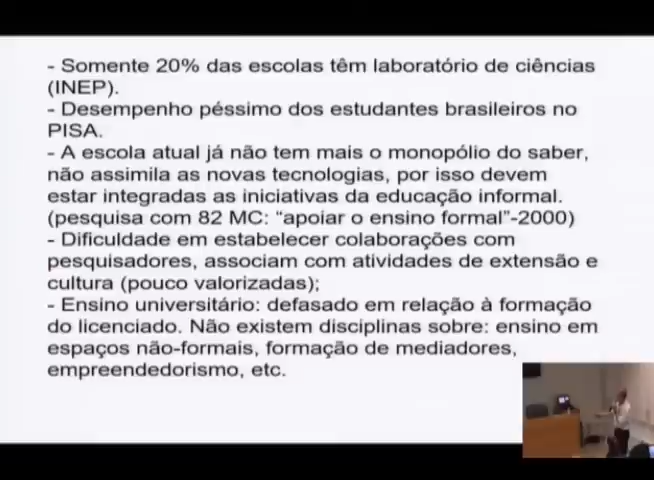 - Somente 20% das escolas têm laboratório de ciências
(INEP).
- Desempenho péssimo dos estudantes brasileiros no
PISA.
- A escola atual já não tem mais o monopólio do saber,
não assimila as novas tecnologias, por isso devem
estar integradas as iniciativas da educação informal.
(pesquisa com 82 MC: “apoiar o ensino formal”-2000)
- Dificuldade em estabelecer colaborações com
pesquisadores, associam com atividades de extensão e
cultura (pouco valorizadas);
- Ensino universitário: defasado em relação à formação
do licenciado. Não existem disciplinas sobre: ensino em
espaços não-formais, formação de mediadores,
empreendedorismo, etc.